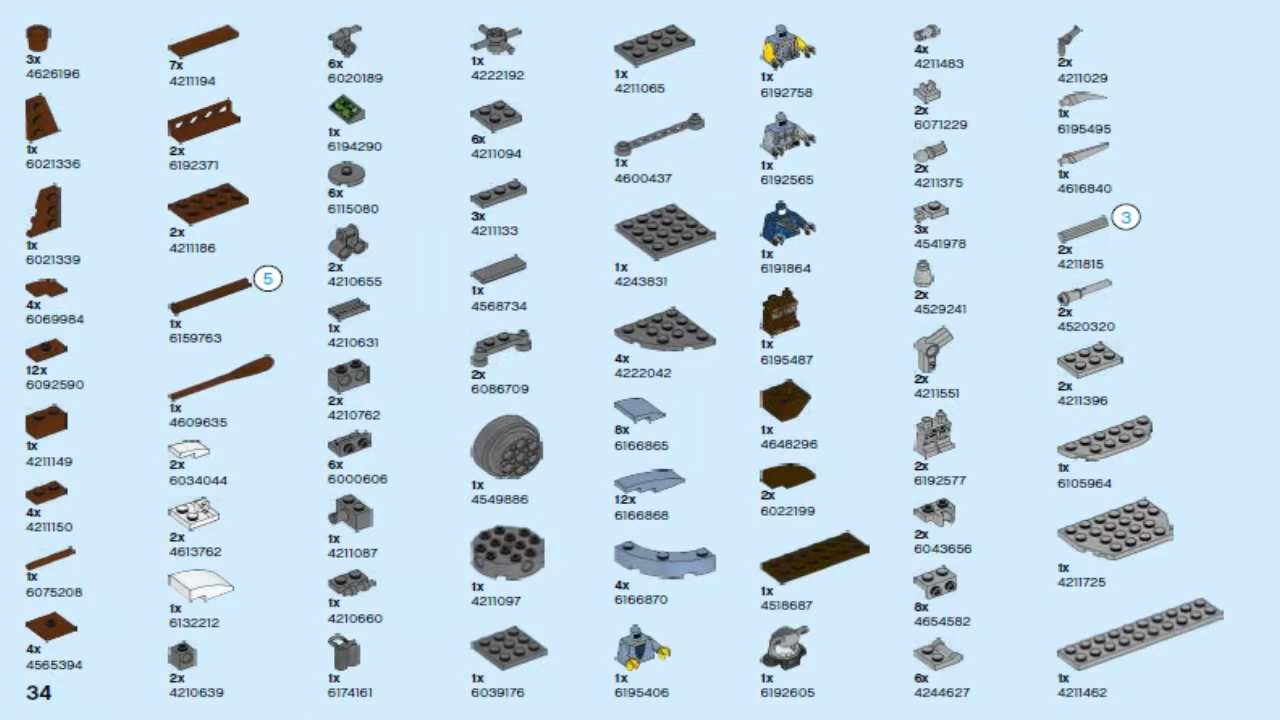 3x
4626196
1x
6021336
1x
6021339
4x
6069984
12x
6092590
1x
4211149
4x
4211150
1x
6075208
4x
4565394
34
7x
4211194
2x
6192371
2x
4211186
5
1x
6159763
1x
4609635
2x
6034044
2x
4613762
1x
6132212
2x
4210639
6x
6020189
1x
6194290
6x
6115080
2x
4210655
1x
4210631
2x
4210762
6x
6000606
1x
4211087
1x
4210660
1x
6174161
1x
4222192
6x
4211094
3x
4211133
1x
4568734
2x
6086709
1x
4549886
1x
4211097
1x
6039176
1x
4211065
1x
4600437
1x
4243831
4x
4222042
8x
6166865
12x
6166868
4x
6166870
1x
6195406
1x
6192758
1x
6192565
1x
6191864
1x
6195487
1x
4648296
2x
6022199
1x
4518687
1x
6192605
4x
4211483
2x
6071229
2x
4211375
3x
4541978
2x
4529241
2x
4211551
2x
6192577
2x
6043656
8x
4654582
6x
4244627
2x
4211029
1x
6195495
1x
4616840
3
2x
4211815
2x
4520320
2x
4211396
1x
6105964
1x
4211725
1x
4211462